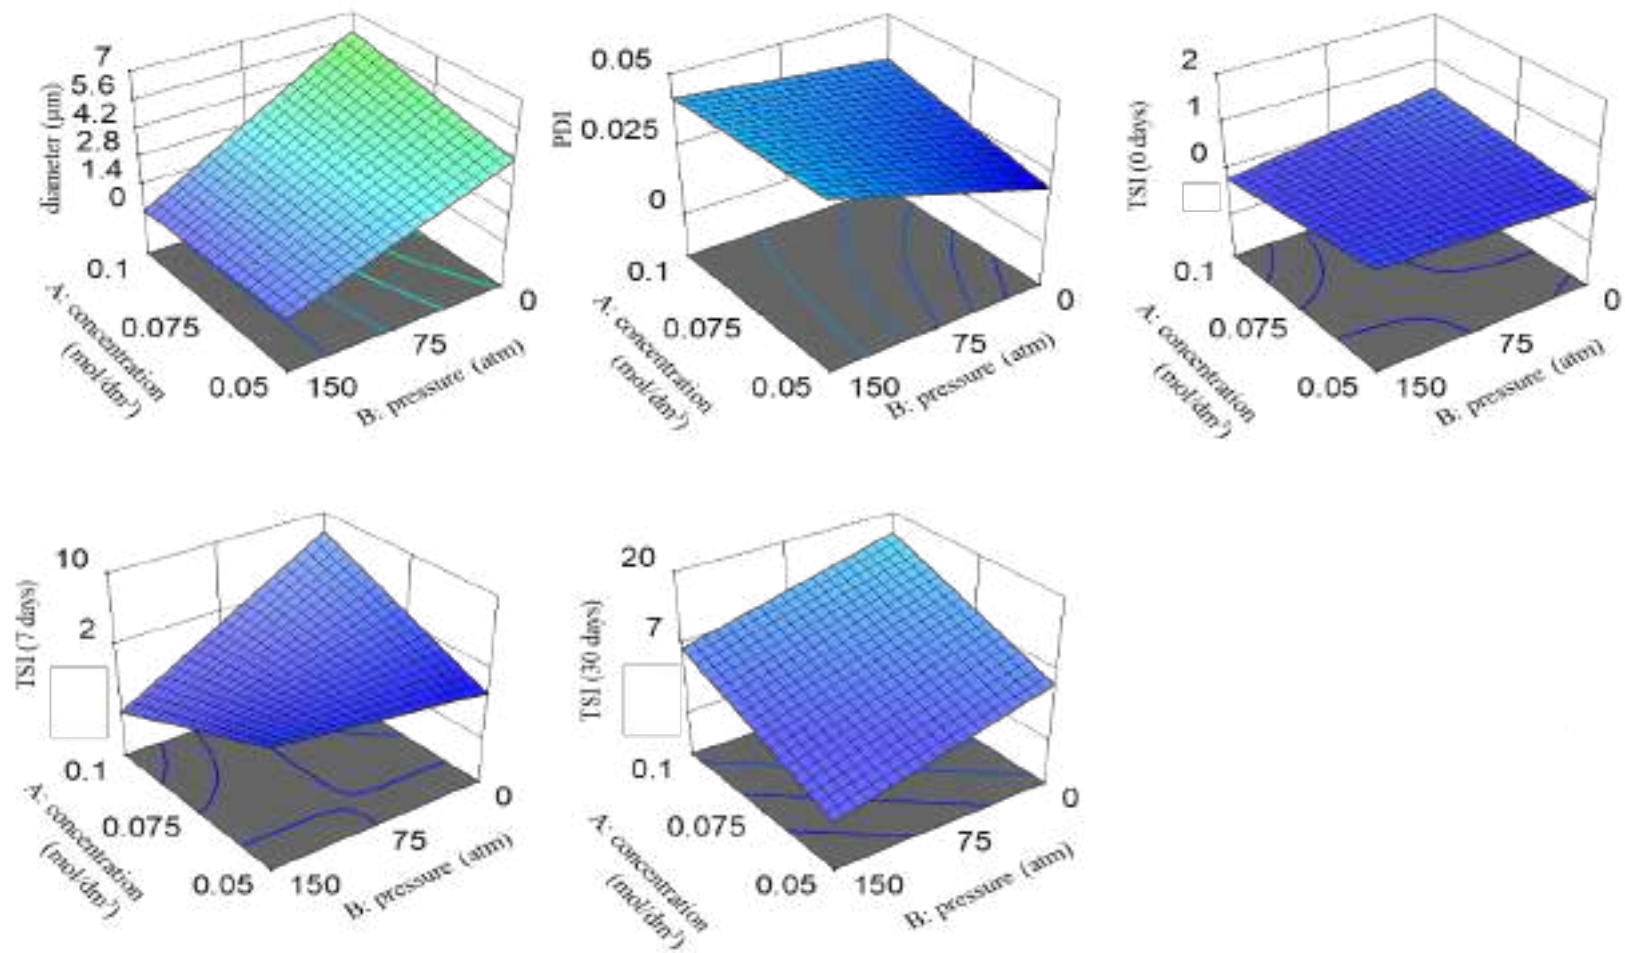 diameter (μm)
7
5.6
4.2
2.8
1.4
0
0.1
0.075
0.05
A: concentration
(mol/dm³)
150
75
0
B: pressure (atm)
PDI
0.05
0.025
0
0.1
0.075
0.05
A: concentration
(mol/dm³)
150
75
0
B: pressure (atm)
TSI (0 days)
2
1
0
0.1
0.075
0.05
A: concentration
(mol/dm³)
150
75
0
B: pressure (atm)
TSI (7 days)
10
2
0.1
0.075
0.05
A: concentration
(mol/dm³)
150
75
0
B: pressure (atm)
TSI (30 days)
20
7
0.1
0.075
0.05
A: concentration
(mol/dm³)
150
75
0
B: pressure (atm)